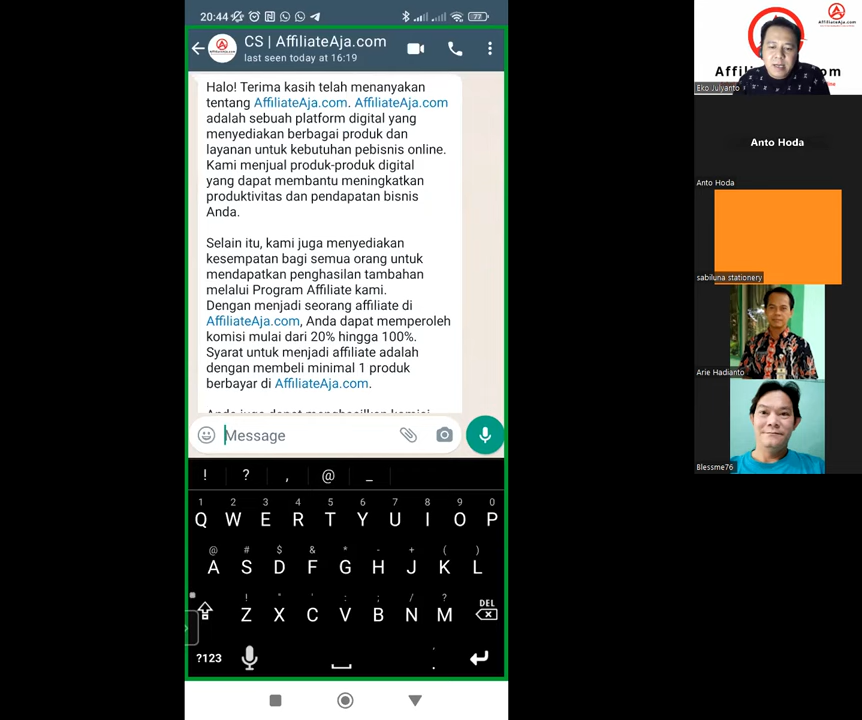 20:44
CS | AffiliateAja.com
last seen today at 16:19
Halo! Terima kasih telah menanyakan
tentang AffiliateAja.com. AffiliateAja.com
adalah sebuah platform digital yang
menyediakan berbagai produk dan
layanan untuk kebutuhan pebisnis online.
Kami menjual produk-produk digital
yang dapat membantu meningkatkan
produktivitas dan pendapatan bisnis
Anda.
Selain itu, kami juga menyediakan
kesempatan bagi semua orang untuk
mendapatkan penghasilan tambahan
melalui Program Affiliate kami.
Dengan menjadi seorang affiliate di
AffiliateAja.com, Anda dapat memperoleh
komisi mulai dari 20% hingga 100%.
Syarat untuk menjadi affiliate adalah
dengan membeli minimal 1 produk
berbayar di AffiliateAja.com.
Message
! ? , @ _
1 2 3 4 5 6 7 8 9 0
Q W E R T Y U I O P
@ # $ & * - + ( )
A S D F G H J K L
! " ' : ; / ?
Z X C V B N M DEL
?123
AffiliateAja.com
Eko Julyanto
Anto Hoda
Anto Hoda
sabiluna stationery
Arie Hadianto
Blessme76